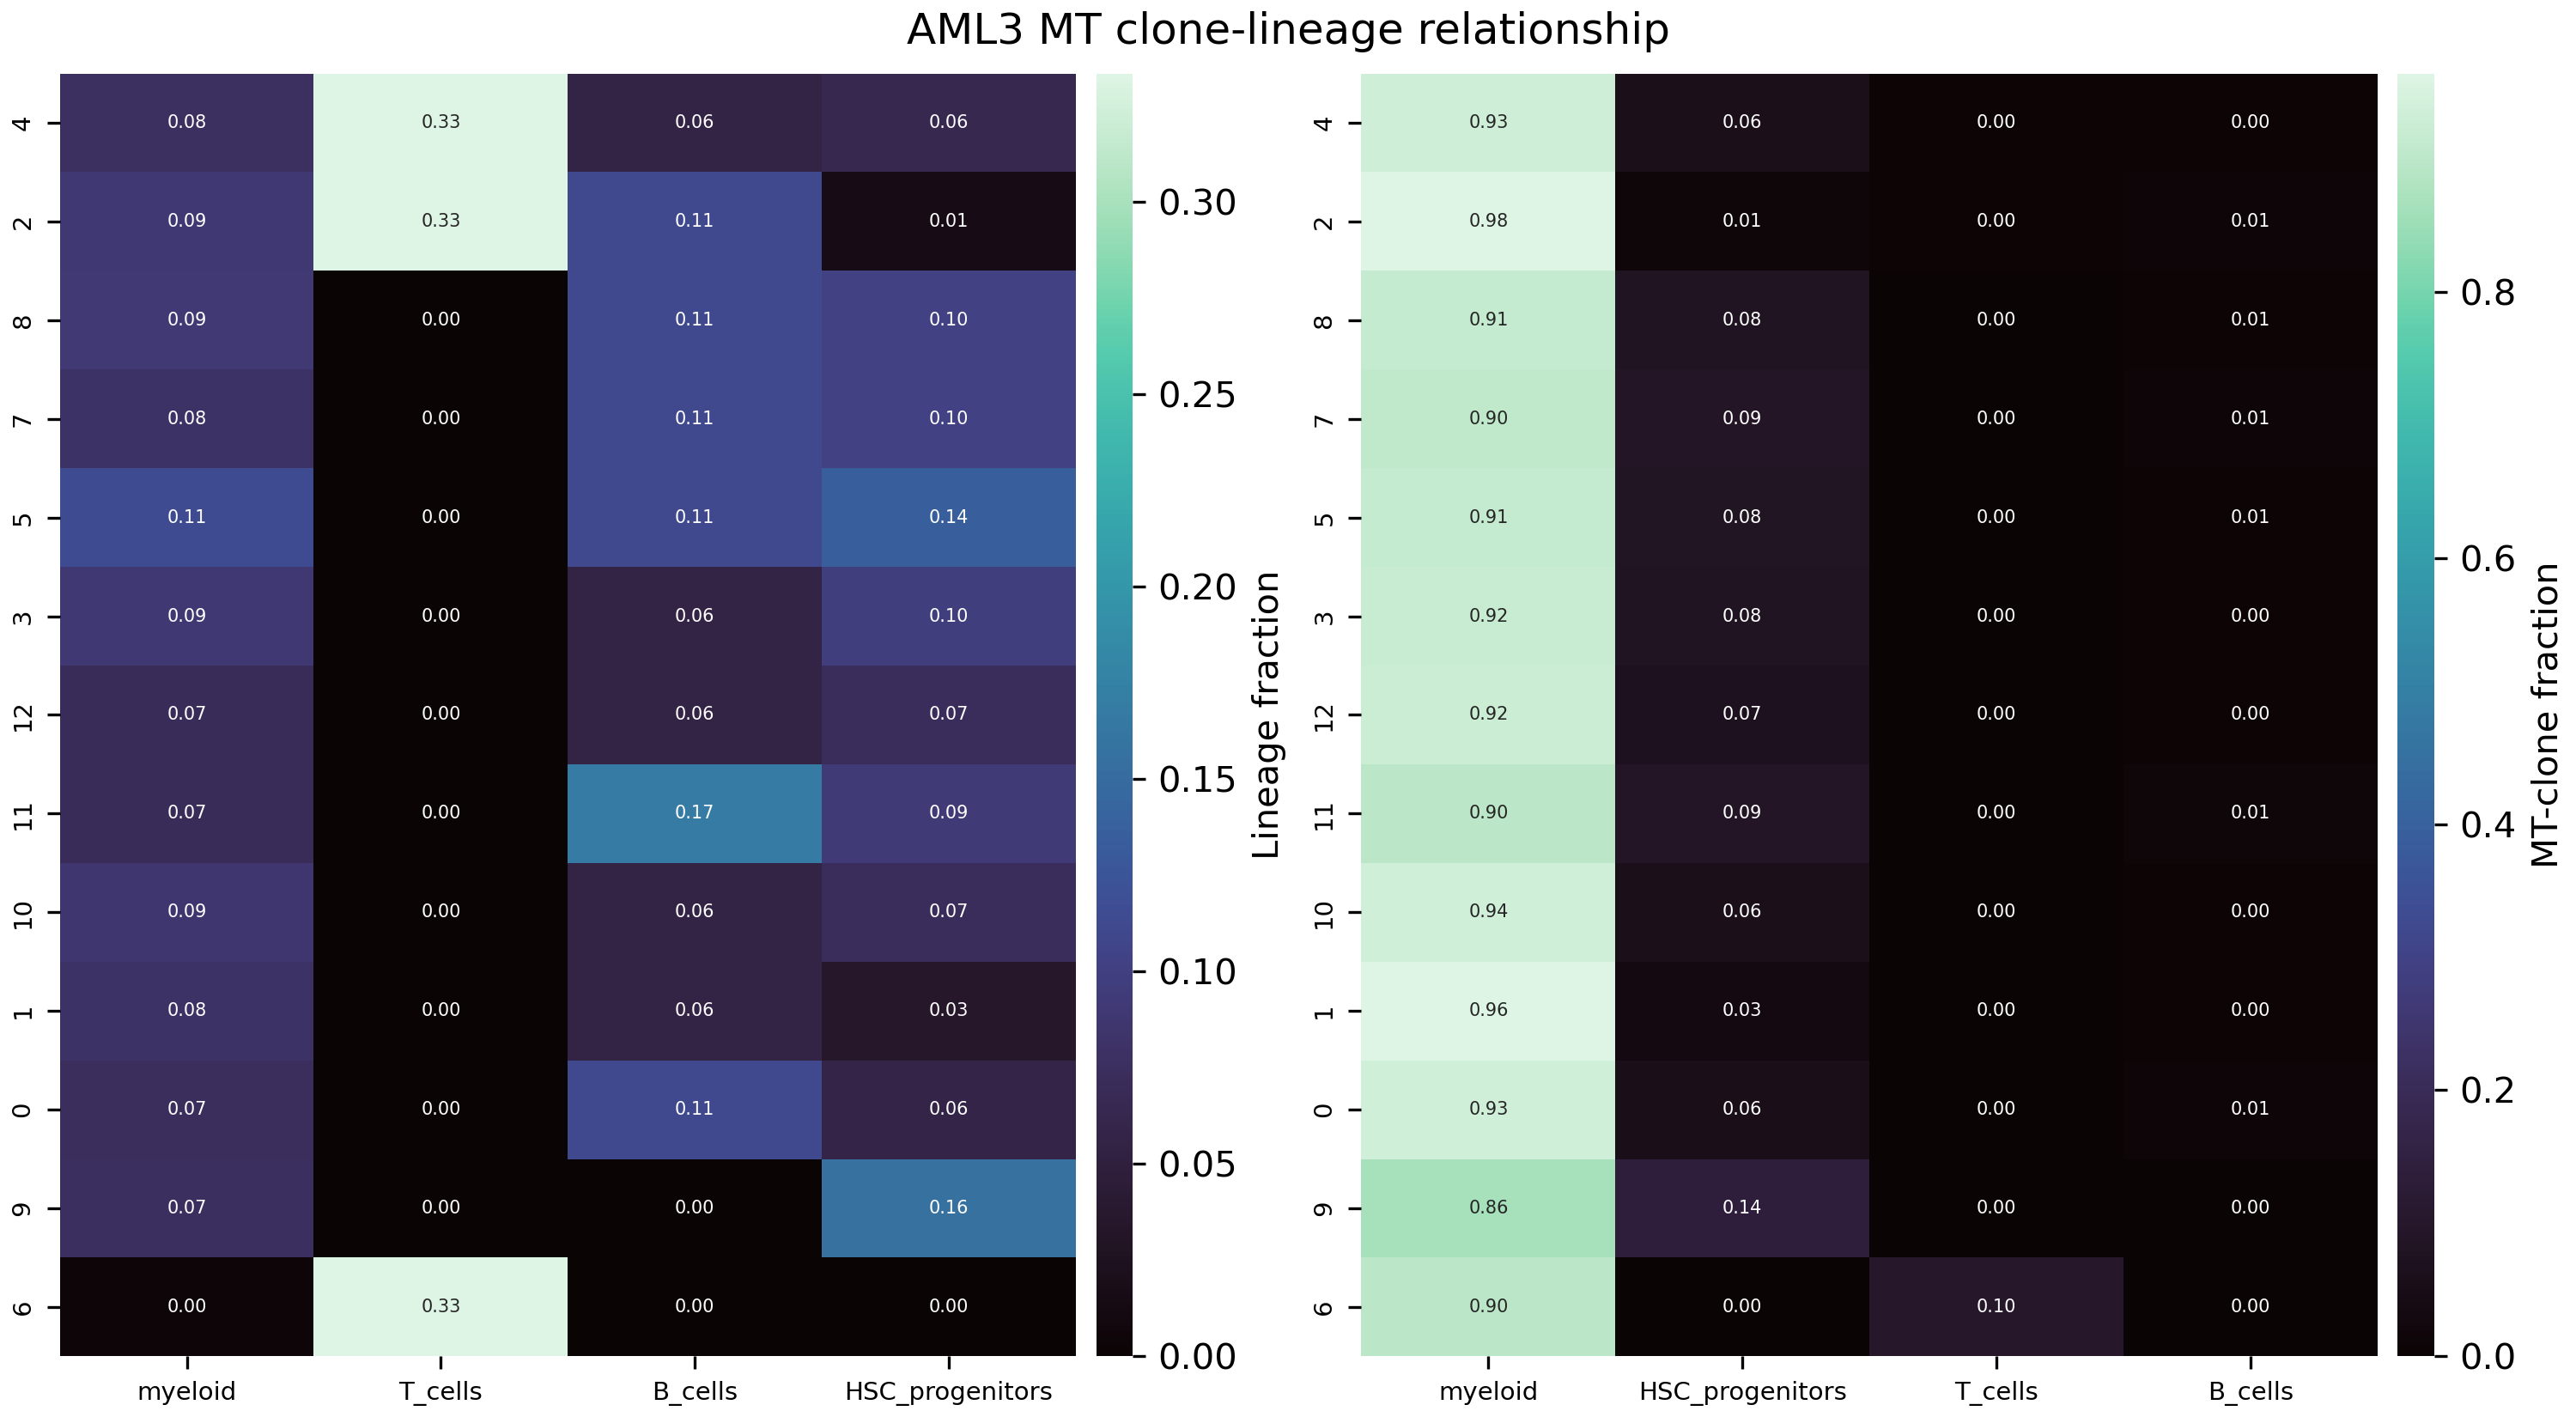 AML3 MT clone-lineage relationship
4 0.08 0.33 0.06 0.06
2 0.09 0.33 0.11 0.01
8 0.09 0.00 0.11 0.10
7 0.08 0.00 0.11 0.10
5 0.11 0.00 0.11 0.14
3 0.09 0.00 0.06 0.10
12 0.07 0.00 0.06 0.07
11 0.07 0.00 0.17 0.09
10 0.09 0.00 0.06 0.07
1 0.08 0.00 0.06 0.03
0 0.07 0.00 0.11 0.06
9 0.07 0.00 0.00 0.16
6 0.00 0.33 0.00 0.00
myeloid T_cells B_cells HSC_progenitors
0.30
0.25
0.20
0.15
0.10
0.05
0.00
Lineage fraction
4 0.93 0.06 0.00 0.00
2 0.98 0.01 0.00 0.01
8 0.91 0.08 0.00 0.01
7 0.90 0.09 0.00 0.01
5 0.91 0.08 0.00 0.01
3 0.92 0.08 0.00 0.00
12 0.92 0.07 0.00 0.00
11 0.90 0.09 0.00 0.01
10 0.94 0.06 0.00 0.00
1 0.96 0.03 0.00 0.00
0 0.93 0.06 0.00 0.01
9 0.86 0.14 0.00 0.00
6 0.90 0.00 0.10 0.00
myeloid HSC_progenitors T_cells B_cells
0.8
0.6
0.4
0.2
0.0
MT-clone fraction